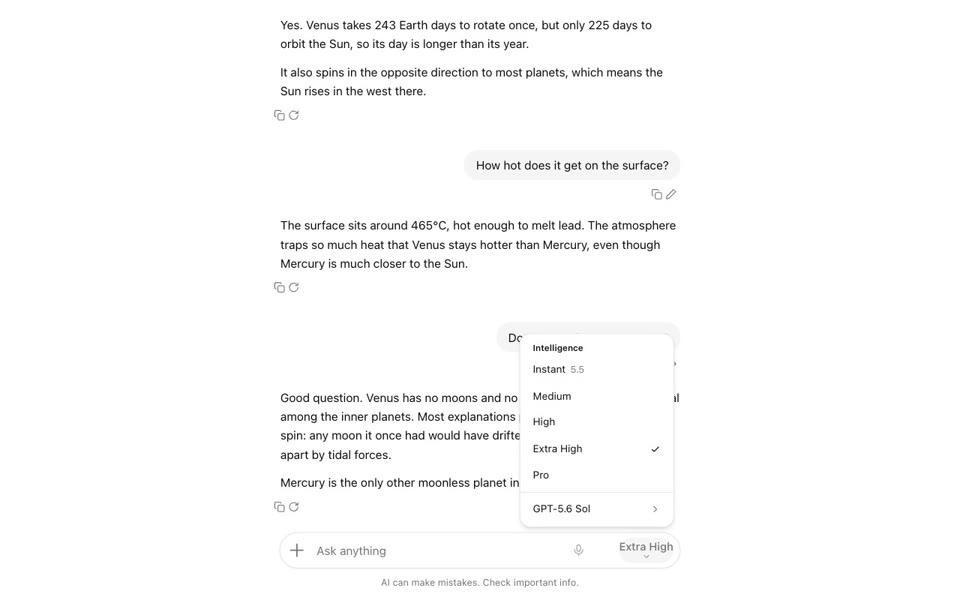 Yes. Venus takes 243 Earth days to rotate once, but only 225 days to
orbit the Sun, so its day is longer than its year.
It also spins in the opposite direction to most planets, which means the
Sun rises in the west there.
How hot does it get on the surface?
The surface sits around 465°C, hot enough to melt lead. The atmosphere
traps so much heat that Venus stays hotter than Mercury, even though
Mercury is much closer to the Sun.
Good question. Venus has no moons and no
among the inner planets. Most explanations
spin: any moon it once had would have
apart by tidal forces.
Mercury is the only other moonless planet
Intelligence
Instant 5.5
Medium
High
Extra High
Pro
GPT-5.6 Sol
Ask anything
Extra High
AI can make mistakes. Check important info.